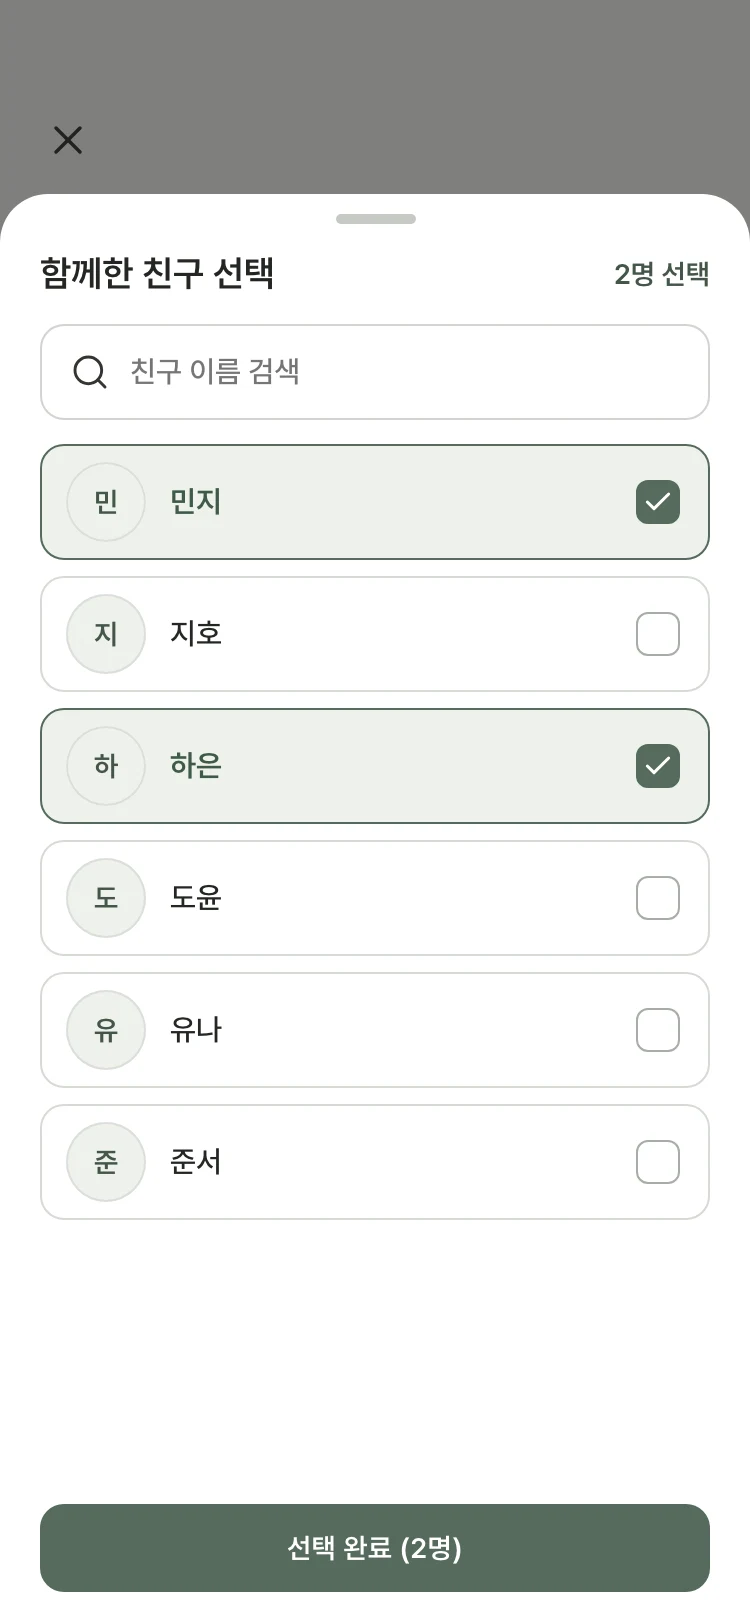 함께한 친구 선택
2명 선택
친구 이름 검색
민 민지
지 지호
하 하은
도 도윤
유 유나
준 준서
선택 완료 (2명)